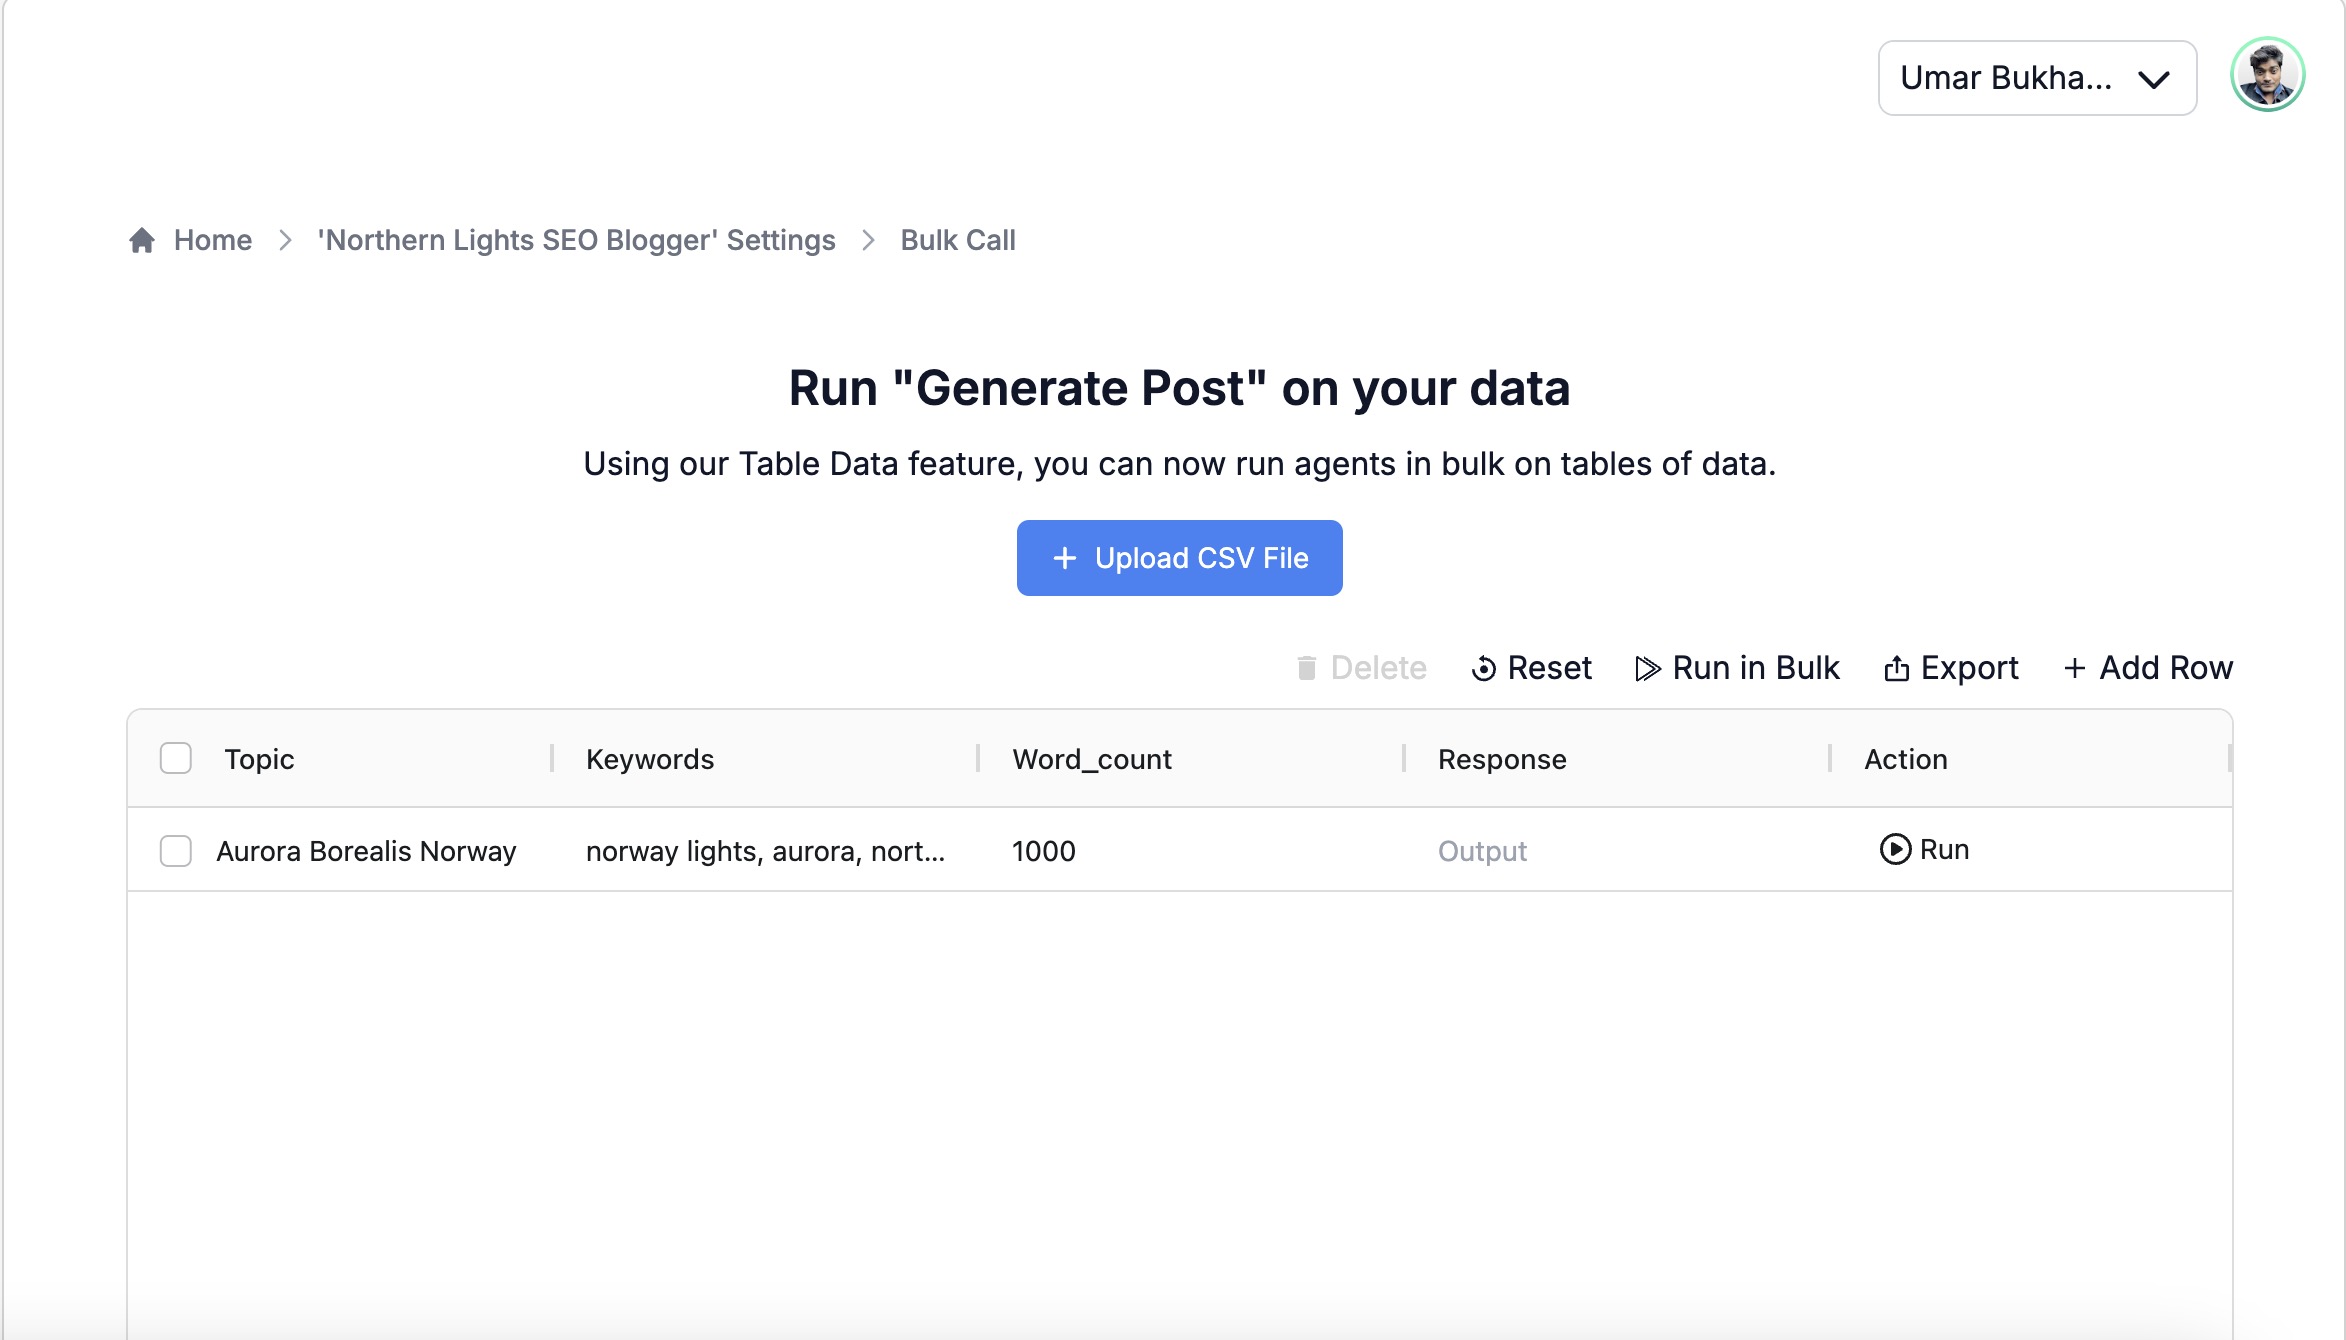 Umar Bukha...
Home > 'Northern Lights SEO Blogger' Settings > Bulk Call
Run "Generate Post" on your data
Using our Table Data feature, you can now run agents in bulk on tables of data.
+ Upload CSV File
Delete Reset Run in Bulk Export + Add Row
Topic Keywords Word_count Response Action
Aurora Borealis Norway norway lights, aurora, nort... 1000 Output Run